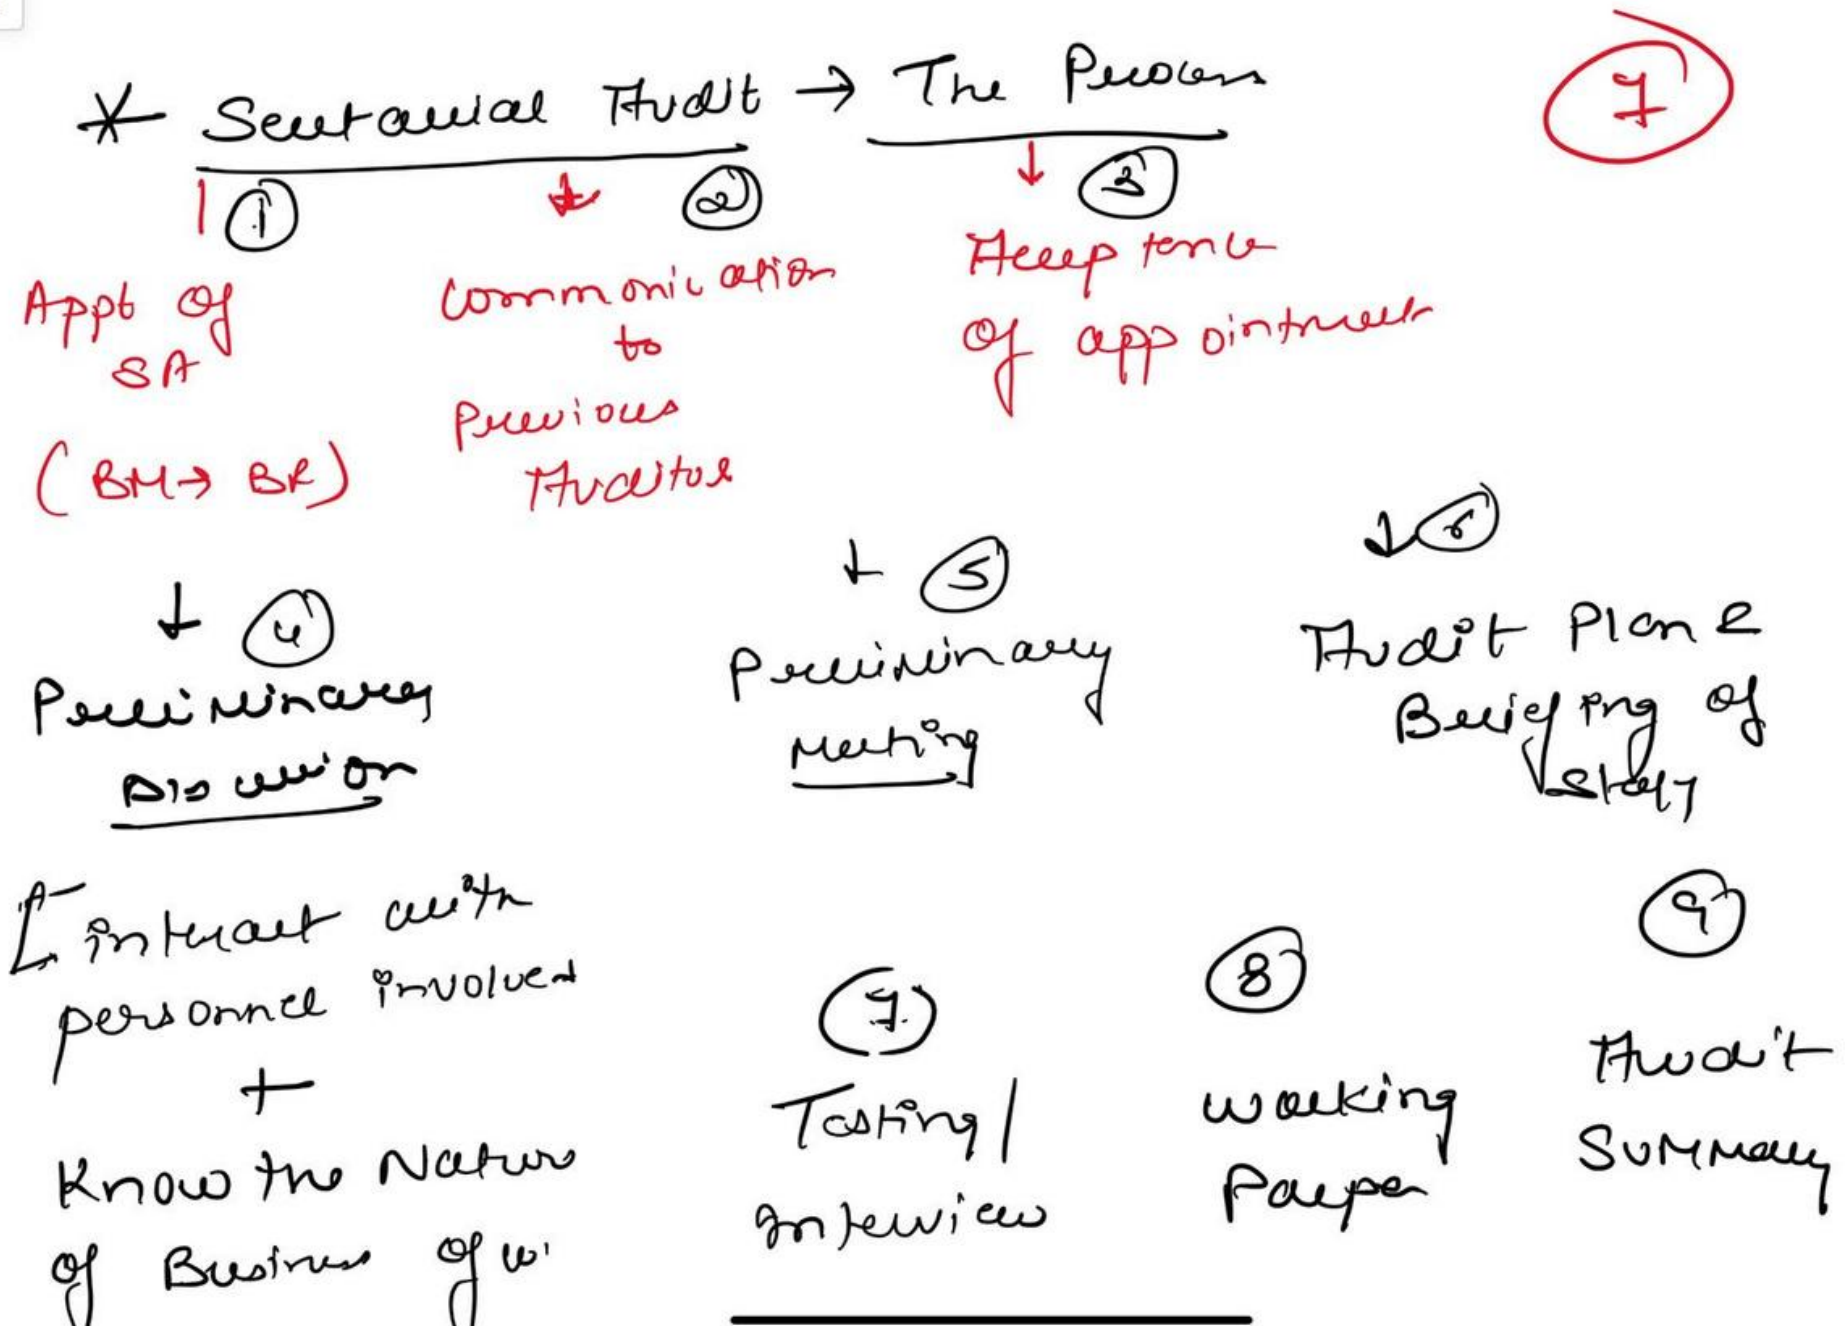 * Secretarial Audit → The Process
7
1
Appt of
SA
(BM → BR)
2
Communication
to
Previous
Auditor
3
Acceptence
of appointment
4
Preliminary
Discussion
interact with
personnel involved
+
Know the Nature
of Business of
5
Preliminary
Meeting
6
Audit Plan &
Briefing of
Staff
7
Testing/
Interview
8
Working
Paper
9
Audit
Summary